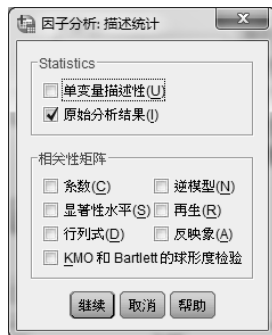 因子分析: 描述统计
Statistics
单变量描述性(U)
原始分析结果(I)
相关性矩阵
系数(C) 逆模型(N)
显著性水平(S) 再生(R)
行列式(D) 反映象(A)
KMO 和 Bartlett 的球形度检验
继续 取消 帮助